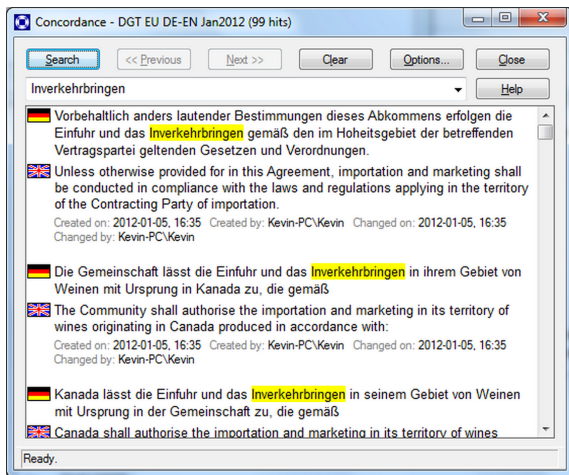 Concordance - DGT EU DE-EN Jan2012 (99 hits)
Search << Previous Next >> Clear Options... Close
Inverkehrbringen Help
Vorbehaltlich anders lautender Bestimmungen dieses Abkommens erfolgen die
Einfuhr und das Inverkehrbringen gemäß den im Hoheitsgebiet der betreffenden
Vertragspartei geltenden Gesetzen und Verordnungen.
Unless otherwise provided for in this Agreement, importation and marketing shall
be conducted in compliance with the laws and regulations applying in the territory
of the Contracting Party of importation.
Created on: 2012-01-05, 16:35 Created by: Kevin-PC\Kevin Changed on: 2012-01-05, 16:35
Changed by: Kevin-PC\Kevin
Die Gemeinschaft lässt die Einfuhr und das Inverkehrbringen in ihrem Gebiet von
Weinen mit Ursprung in Kanada zu, die gemäß
The Community shall authorise the importation and marketing in its territory of
wines originating in Canada produced in accordance with:
Created on: 2012-01-05, 16:35 Created by: Kevin-PC\Kevin Changed on: 2012-01-05, 16:35
Changed by: Kevin-PC\Kevin
Kanada lässt die Einfuhr und das Inverkehrbringen in seinem Gebiet von Weinen
mit Ursprung in der Gemeinschaft zu, die gemäß
Canada shall authorise the importation and marketing in its territory of wines
Ready.